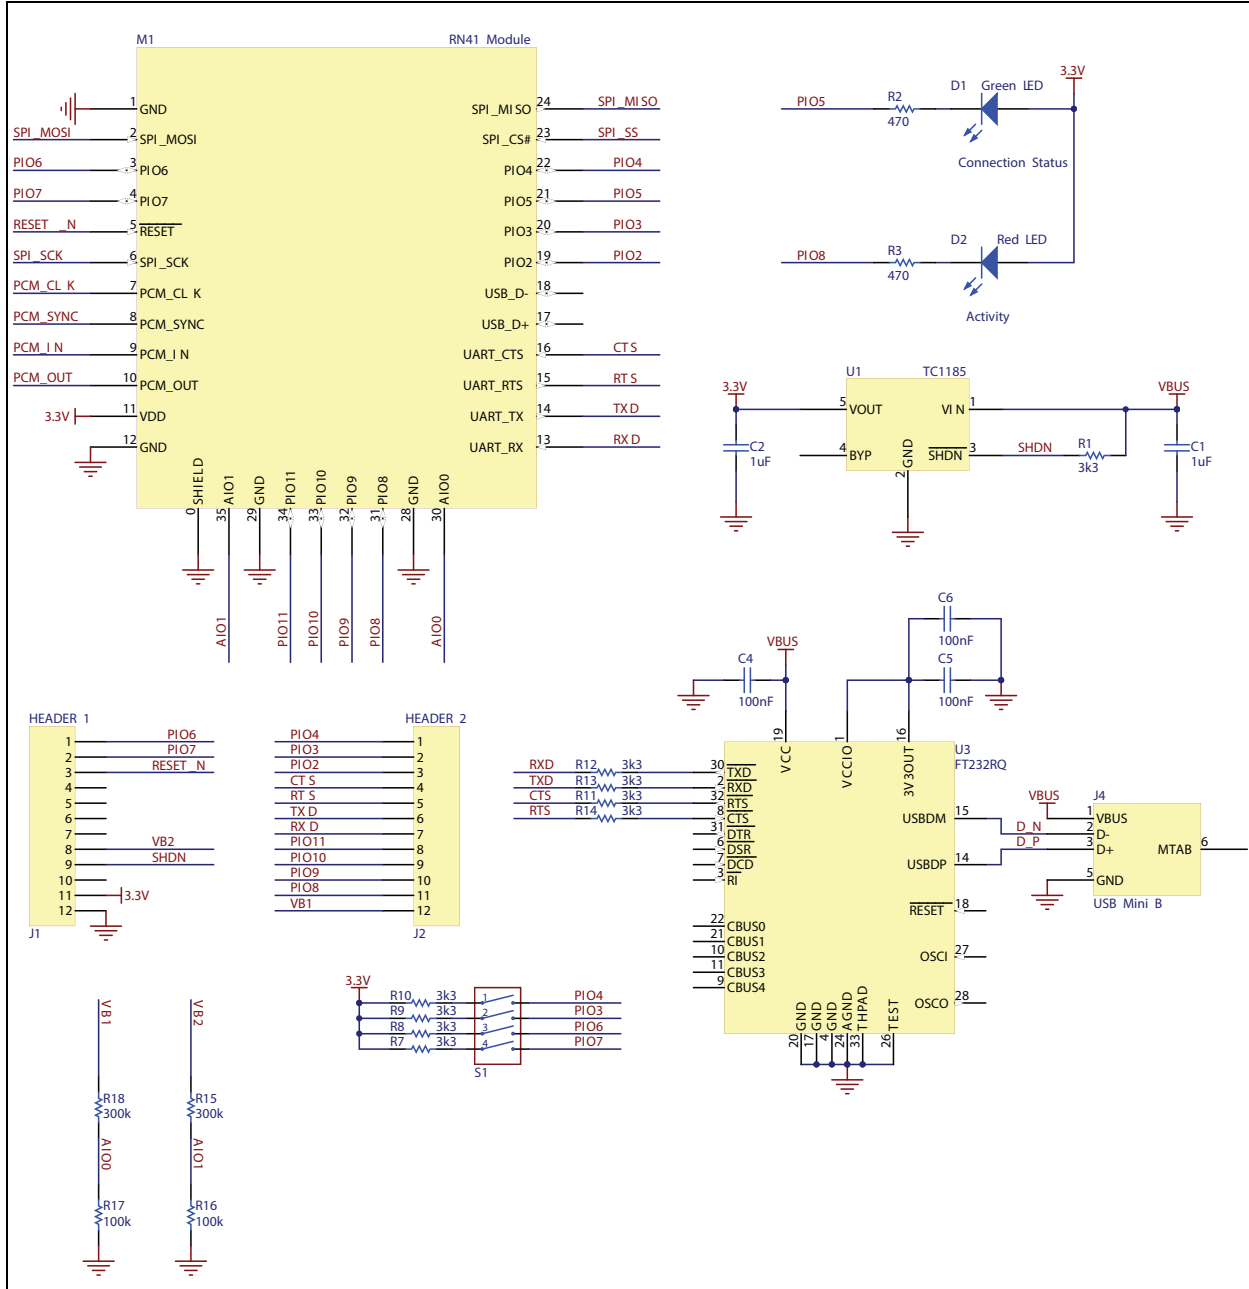 M1 RN41 Module
1 GND
SPI_MOSI 2 SPI_MOSI
PIO6 3 PIO6
PIO7 4 PIO7
RESET _N 5 RESET
SPI_SCK 6 SPI_SCK
PCM_CL K 7 PCM_CL K
PCM_SYNC 8 PCM_SYNC
PCM_I N 9 PCM_I N
PCM_OUT 10 PCM_OUT
3.3V 11 VDD
12 GND
SPI_MISO 24 SPI_MISO
SPI_CS# 23 SPI_SS
PIO4 22 PIO4
PIO5 21 PIO5
PIO3 20 PIO3
PIO2 19 PIO2
USB_D- 18
USB_D+ 17
UART_CTS 16 CTS
UART_RTS 15 RTS
UART_TX 14 TXD
UART_RX 13 RXD
0 SHIELD
35 AIO1 AIO1
29 GND
34 PIO11 PIO11
33 PIO10 PIO10
32 PIO9 PIO9
31 PIO8 PIO8
28 GND
30 AIO0 AIO0
3.3V
PIO5 R2 470 D1 Green LED
Connection Status
PIO8 R3 470 D2 Red LED
Activity
U1 TC1185
3.3V 5 VOUT VIN 1 VBUS
C2 1uF
4 BYP GND 2 SHDN 3 SHDN R1 3k3
C1 1uF
C6 100nF
VBUS
C4 100nF
C5 100nF
HEADER 1
1 PIO6
2 PIO7
3 RESET_N
4
5
6
7
8 VB2
9 SHDN
10
11 3.3V
12
J1
HEADER 2
PIO4 1
PIO3 2
PIO2 3
CTS 4
RTS 5
TXD 6
RXD 7
PIO11 8
PIO10 9
PIO9 10
PIO8 11
VB1 12
J2
U3
FT232RQ
19 VCC
1 VCCIO
16 3V3OUT
RXD R12 3k3 30 TXD
TXD R13 3k3 2 RXD
CTS R11 3k3 32 RTS
RTS R14 3k3 8 CTS
31 DTR
6 DSR
7 DCD
3 RI
22 CBUS0
21 CBUS1
10 CBUS2
11 CBUS3
9 CBUS4
USBDM 15
USBDP 14
RESET 18
OSCI 27
OSCO 28
20 GND
17 GND
4 GND
24 AGND
33 THPAD
26 TEST
VBUS J4
1 VBUS
D_N 2 D-
D_P 3 D+
5 GND
MTAB 6
USB Mini B
3.3V
R10 3k3 1 PIO4
R9 3k3 2 PIO3
R8 3k3 3 PIO6
R7 3k3 4 PIO7
S1
VB1
R18
300k
AIO0
R17
100k
VB2
R15
300k
AIO1
R16
100k